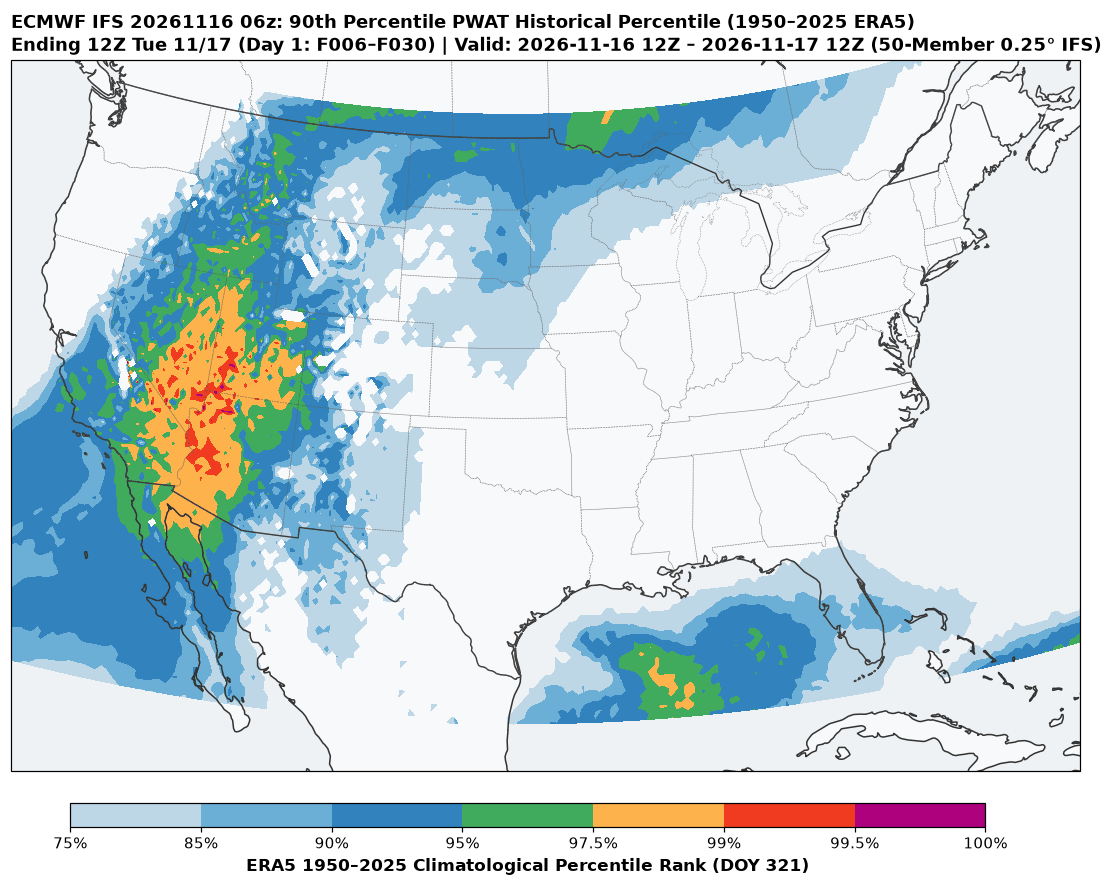 ECMWF IFS 20261116 06z: 90th Percentile PWAT Historical Percentile (1950–2025 ERA5)
Ending 12Z Tue 11/17 (Day 1: F006–F030) | Valid: 2026-11-16 12Z – 2026-11-17 12Z (50-Member 0.25° IFS)
75% 85% 90% 95% 97.5% 99% 99.5% 100%
ERA5 1950–2025 Climatological Percentile Rank (DOY 321)